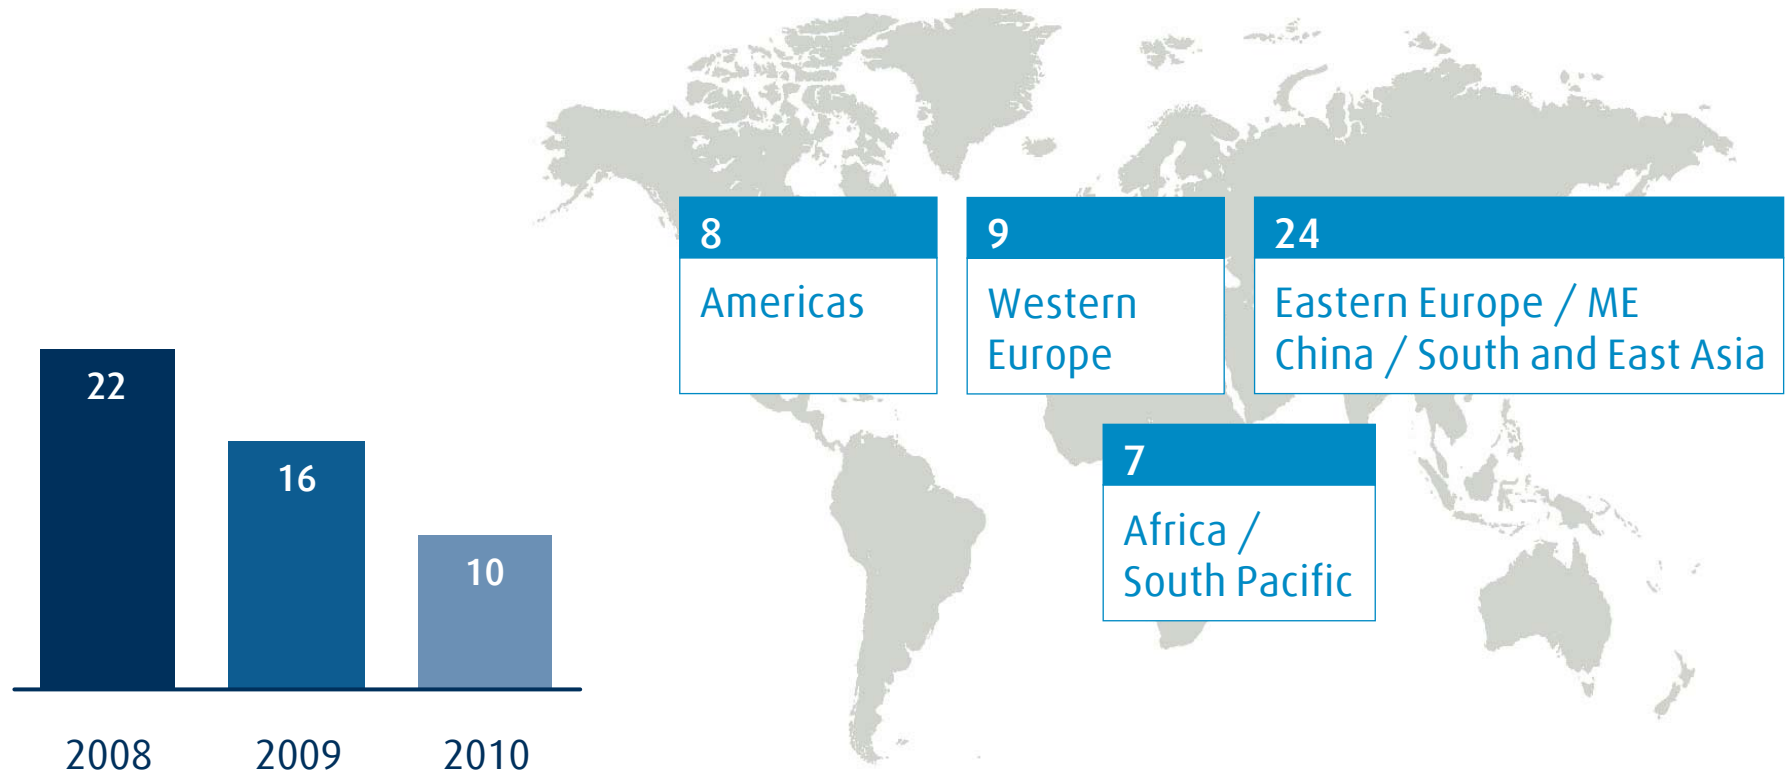 22
16
10
2008
2009
2010
8
Americas
9
Western
Europe
24
Eastern Europe / ME
China / South and East Asia
7
Africa /
South Pacific